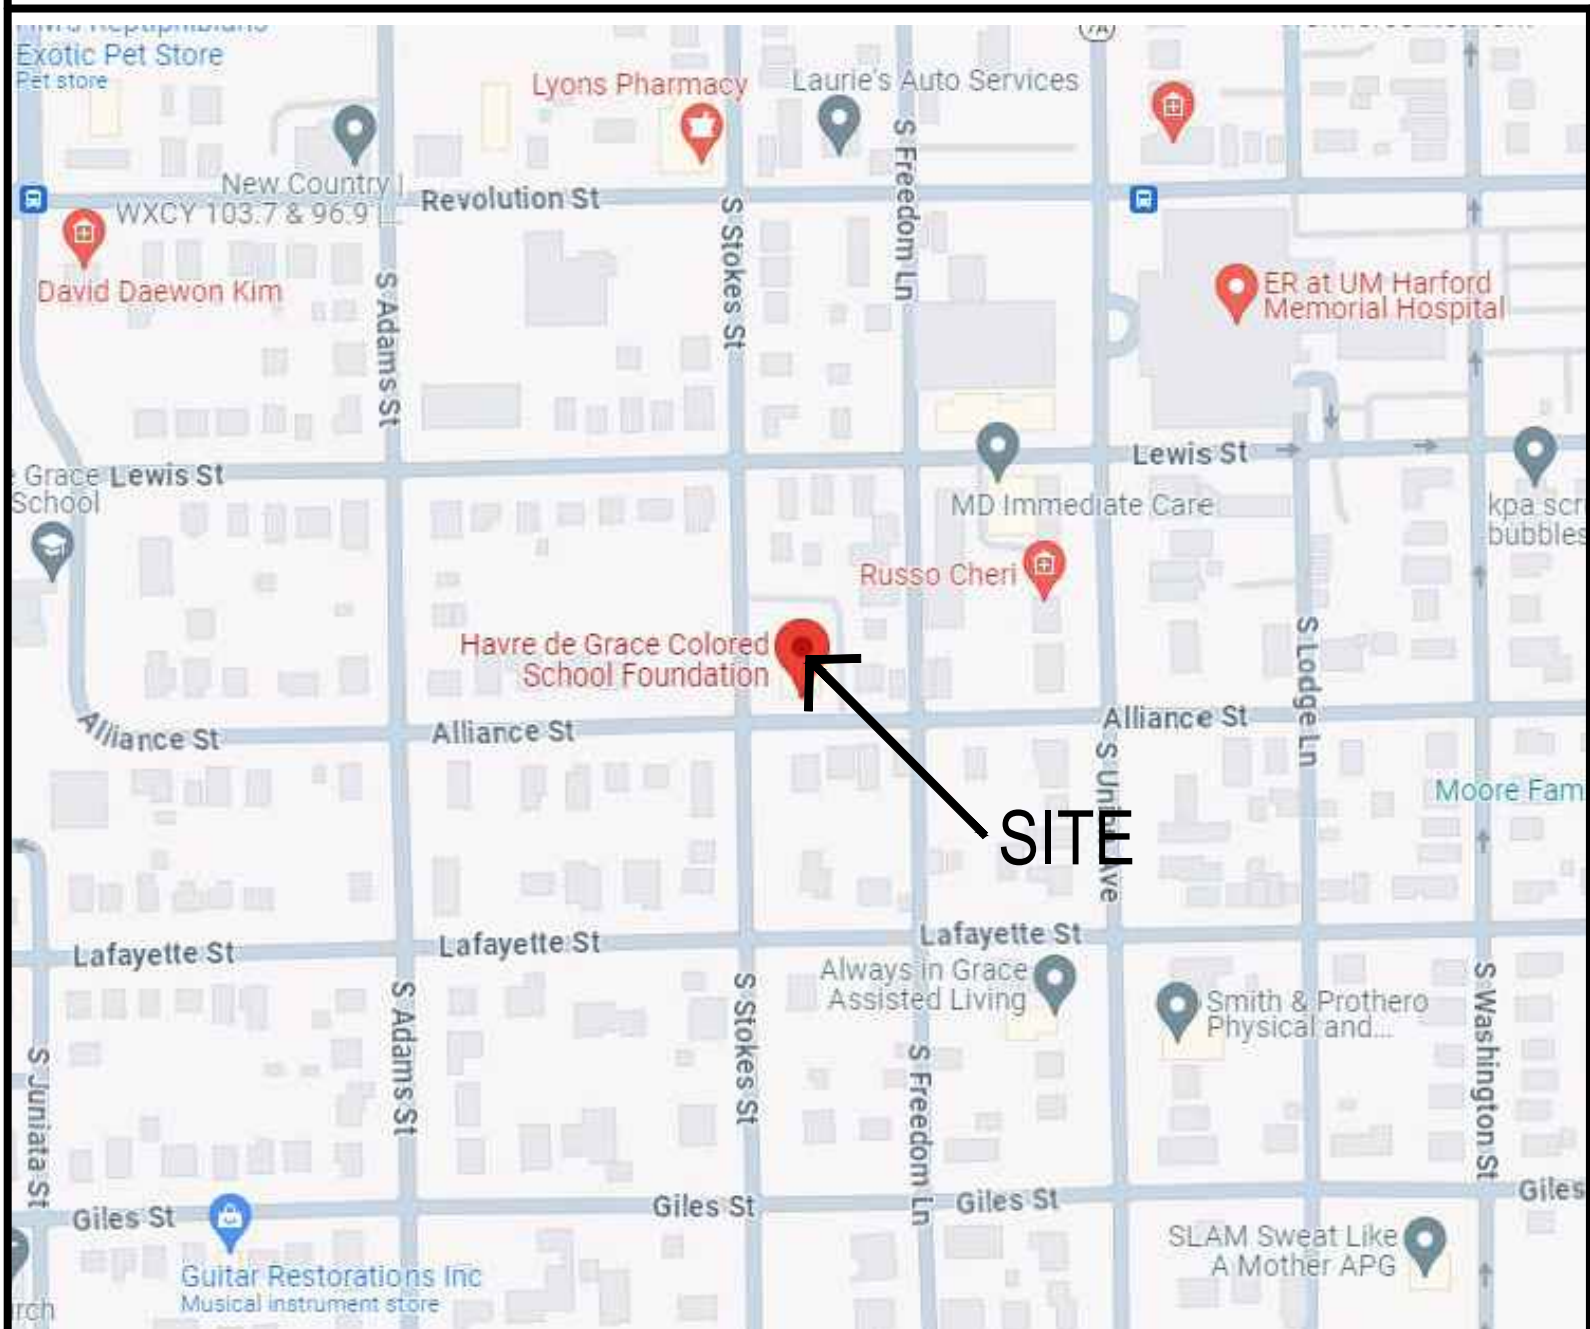 Exotic Pet Store
Pet store
Lyons Pharmacy
Laurie's Auto Services
7A
New Country |
WXCY 103.7 & 96.9 |...
Revolution St
S Stokes St
S Freedom Ln
David Daewon Kim
S Adams St
ER at UM Harford
Memorial Hospital
Grace
School
Lewis St
Lewis St
MD Immediate Care
kpa scr
bubbles
Russo Cheri
Havre de Grace Colored
School Foundation
S Lodge Ln
Alliance St
Alliance St
Alliance St
S Union Ave
Moore Fam
SITE
Lafayette St
Lafayette St
Lafayette St
Always in Grace
Assisted Living
Smith & Prothero
Physical and...
S Adams St
S Stokes St
S Freedom Ln
S Washington St
S Juniata St
Giles St
Giles St
Giles St
Giles
SLAM Sweat Like
A Mother APG
Guitar Restorations Inc
Musical instrument store
rch